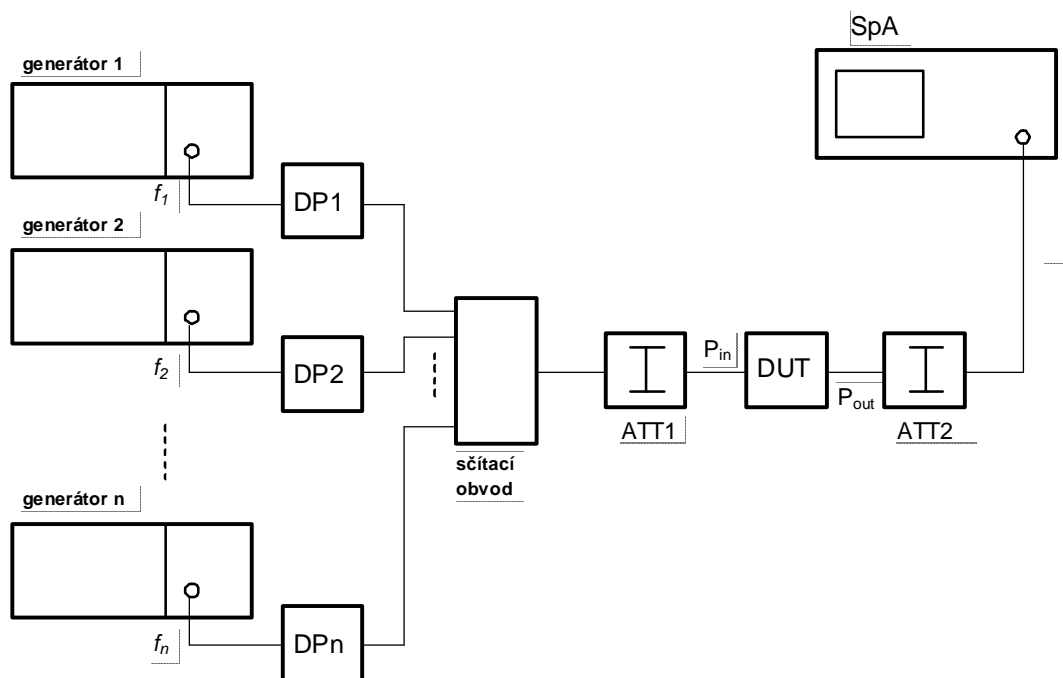 SpA
generátor 1
f1
DP1
generátor 2
f2
DP2
Pin
DUT
Pout
ATT1
ATT2
sčítací
obvod
generátor n
fn
DPn